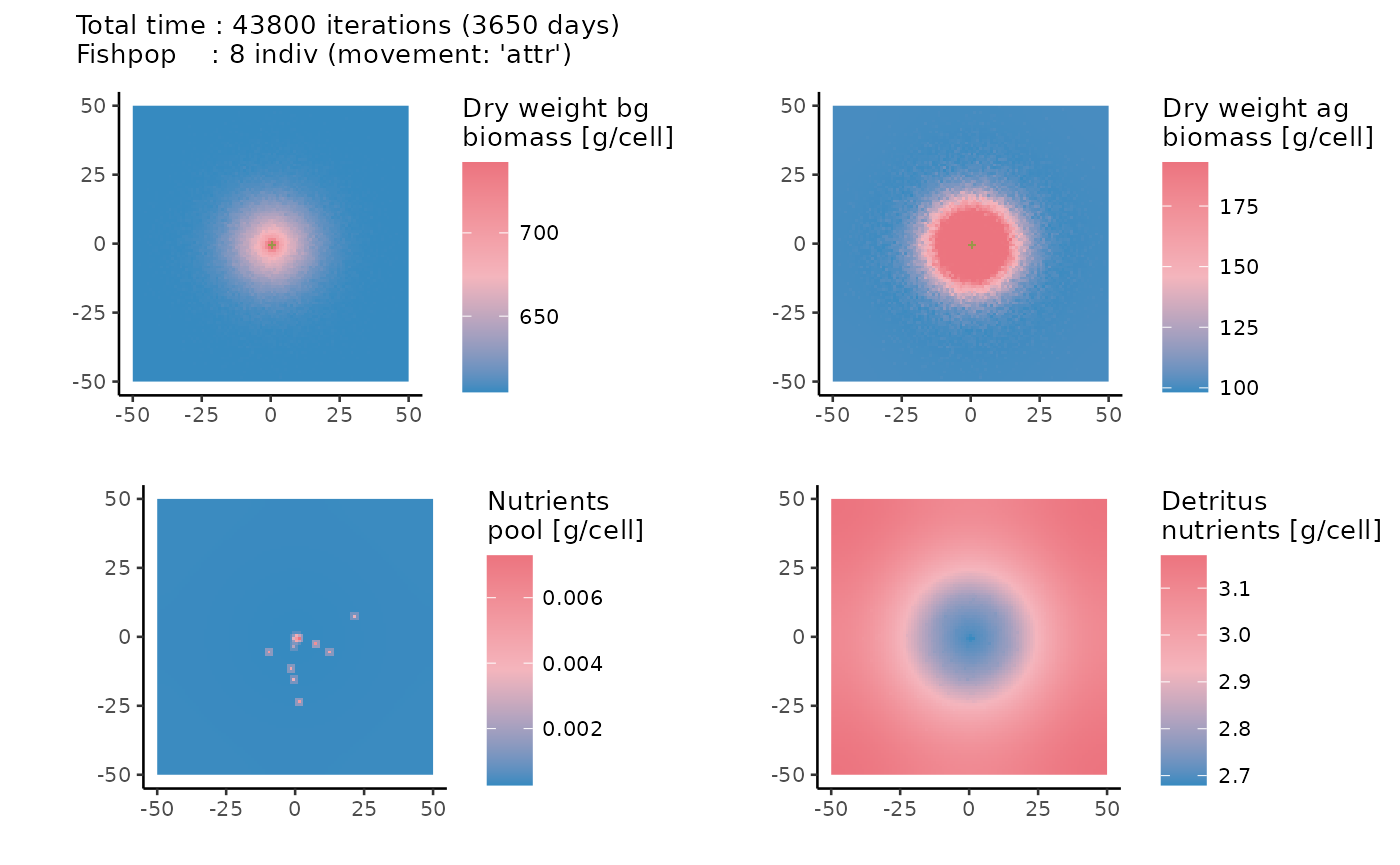 Total time : 43800 iterations (3650 days)
Fishpop : 8 indiv (movement: 'attr')
Dry weight bg
biomass [g/cell]
50
25
0
-25
-50
-50 -25 0 25 50
700
650
Dry weight ag
biomass [g/cell]
50
25
0
-25
-50
-50 -25 0 25 50
175
150
125
100
Nutrients
pool [g/cell]
50
25
0
-25
-50
-50 -25 0 25 50
0.006
0.004
0.002
Detritus
nutrients [g/cell]
50
25
0
-25
-50
-50 -25 0 25 50
3.1
3.0
2.9
2.8
2.7